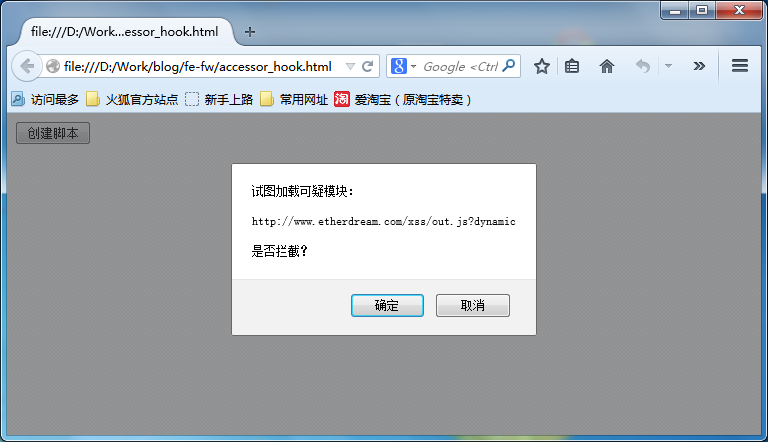 file:///D:/Work...essor_hook.html
file:///D:/Work/blog/fe-fw/accessor_hook.html
Google <Ctrl
访问最多 火狐官方站点 新手上路 常用网址 淘 爱淘宝（原淘宝特卖）
创建脚本
试图加载可疑模块：
http://www.etherdream.com/xss/out.js?dynamic
是否拦截？
确定 取消